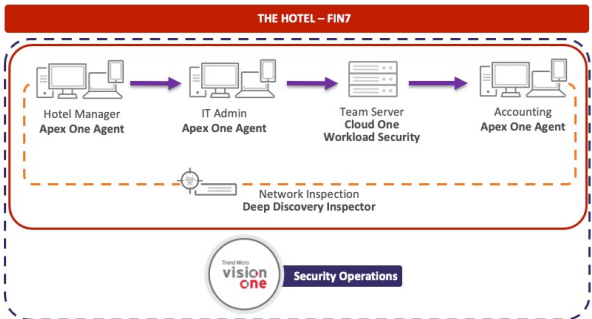 THE HOTEL – FIN7
Hotel Manager
Apex One Agent
IT Admin
Apex One Agent
Team Server
Cloud One
Workload Security
Accounting
Apex One Agent
Network Inspection
Deep Discovery Inspector
Trend Micro
vision
one
Security Operations